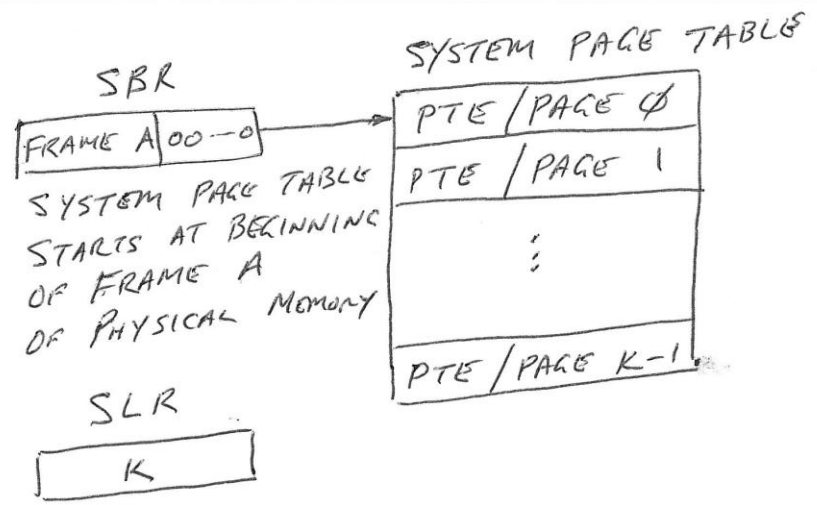 SYSTEM PAGE TABLE
SBR
FRAME A 00---0
PTE / PAGE 0
PTE / PAGE 1
SYSTEM PAGE TABLE
STARTS AT BEGINNING
OF FRAME A
OF PHYSICAL MEMORY
PTE / PAGE K-1
SLR
K